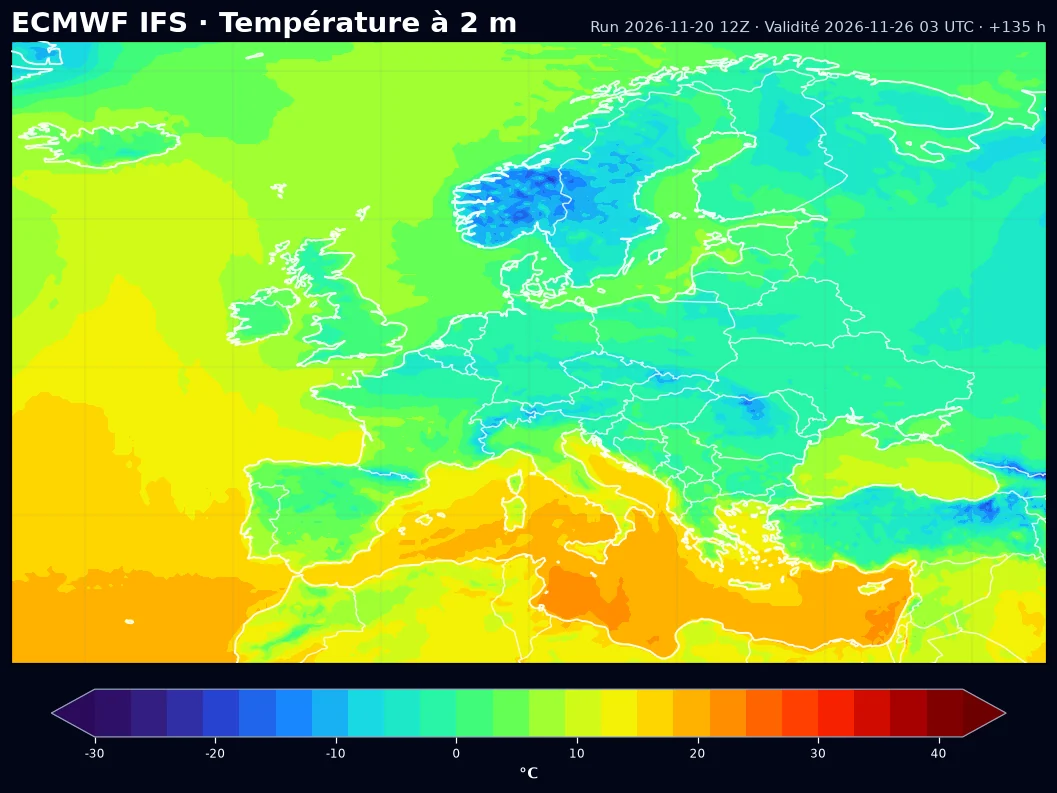 ECMWF IFS · Température à 2 m
Run 2026-11-20 12Z · Validité 2026-11-26 03 UTC · +135 h
-30 -20 -10 0 10 20 30 40
°C